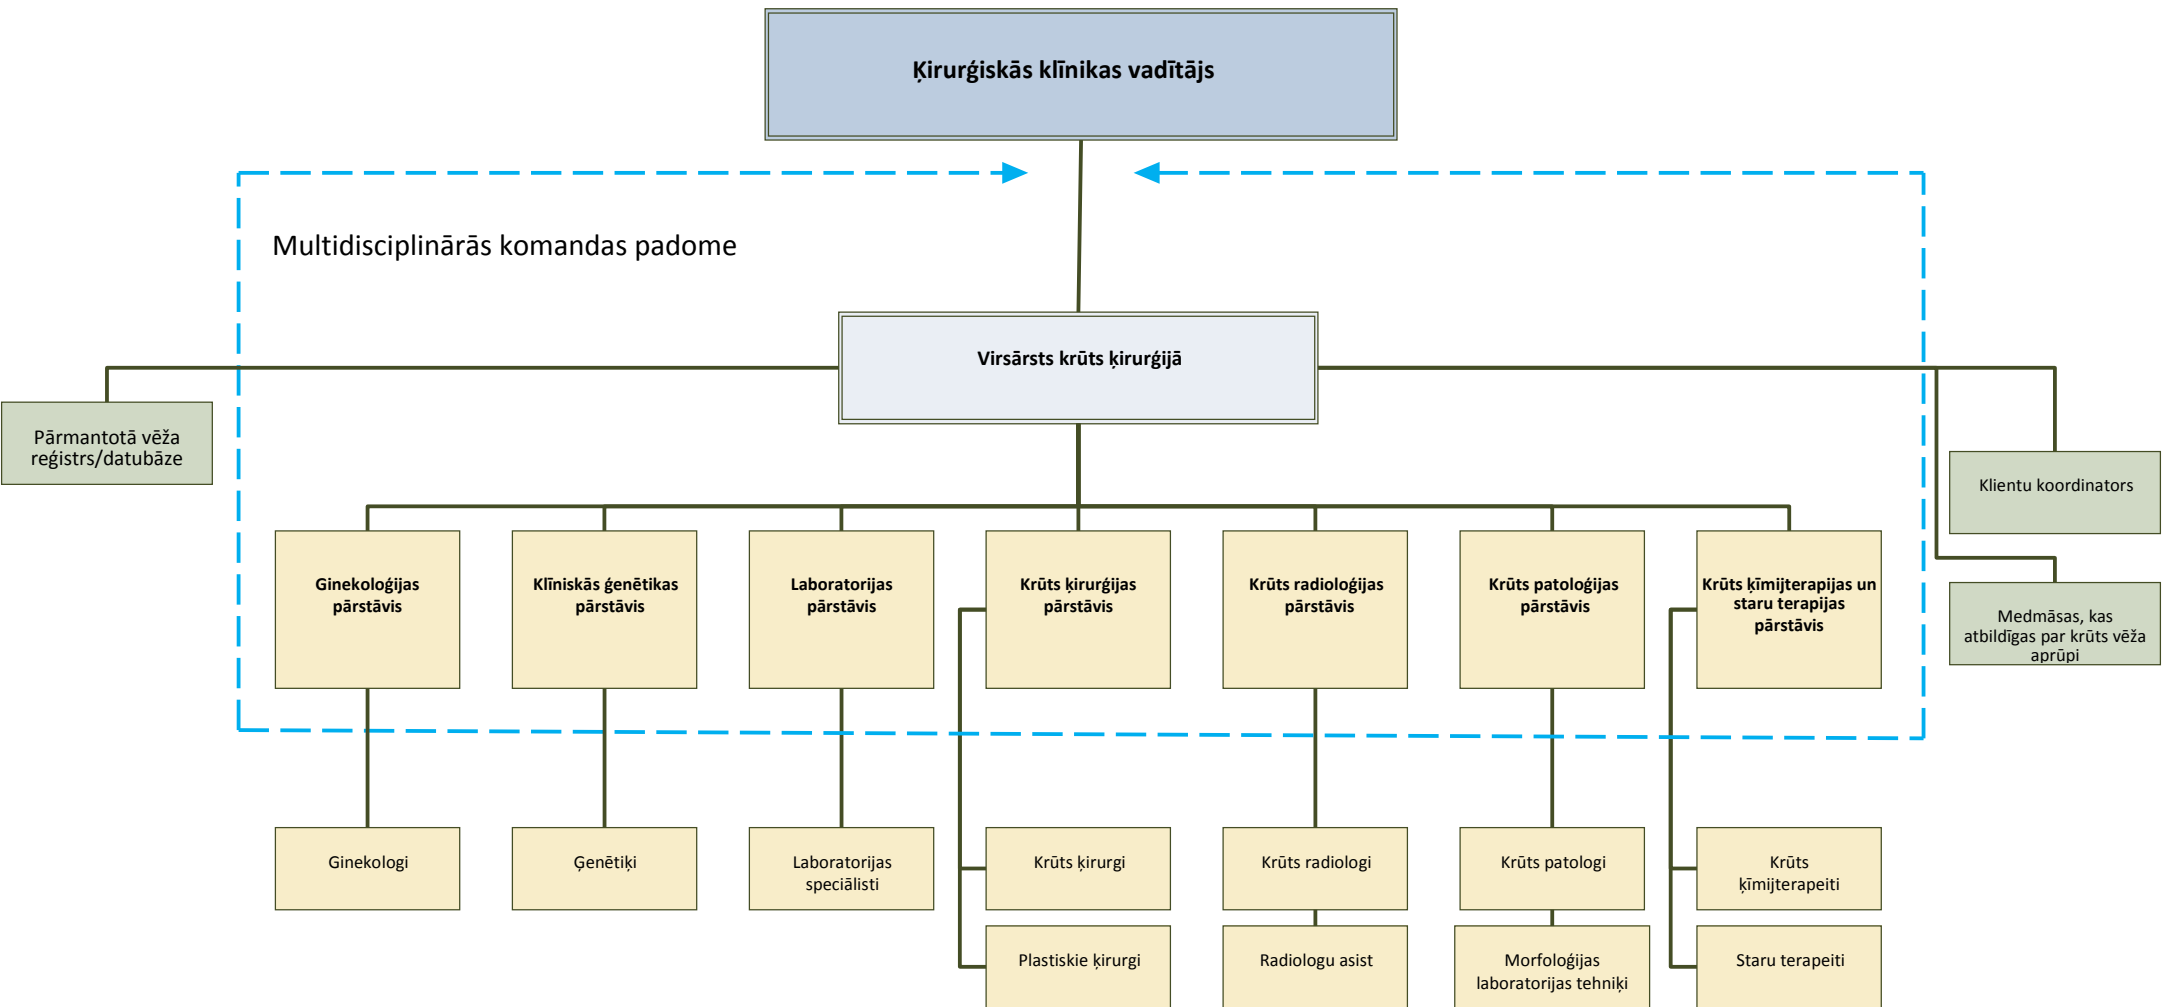 Ķirurģiskās klīnikas vadītājs
Multidisciplinārās komandas padome
Virsārsts krūts ķirurģijā
Pārmantotā vēža
reģistrs/datubāze
Klientu koordinators
Medmāsas, kas
atbildīgas par krūts vēža
aprūpi
Ginekoloģijas
pārstāvis
Klīniskās ģenētikas
pārstāvis
Laboratorijas
pārstāvis
Krūts ķirurģijas
pārstāvis
Krūts radioloģijas
pārstāvis
Krūts patoloģijas
pārstāvis
Krūts ķīmijterapijas un
staru terapijas
pārstāvis
Ginekologi
Ģenētiķi
Laboratorijas
speciālisti
Krūts ķirurgi
Krūts radiologi
Krūts patologi
Krūts
ķīmijterapeiti
Plastiskie ķirurgi
Radiologu asist
Morfoloģijas
laboratorijas tehniķi
Staru terapeiti